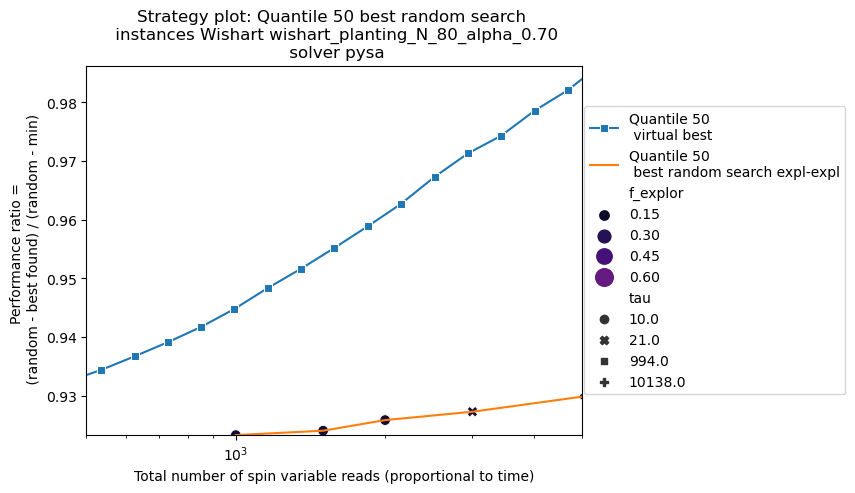 Strategy plot: Quantile 50 best random search
instances Wishart wishart_planting_N_80_alpha_0.70
solver pysa
Performance ratio =
(random - best found) / (random - min)
0.98
0.97
0.96
0.95
0.94
0.93
10³
Total number of spin variable reads (proportional to time)
Quantile 50
virtual best
Quantile 50
best random search expl-expl
f_explor
0.15
0.30
0.45
0.60
tau
10.0
21.0
994.0
10138.0